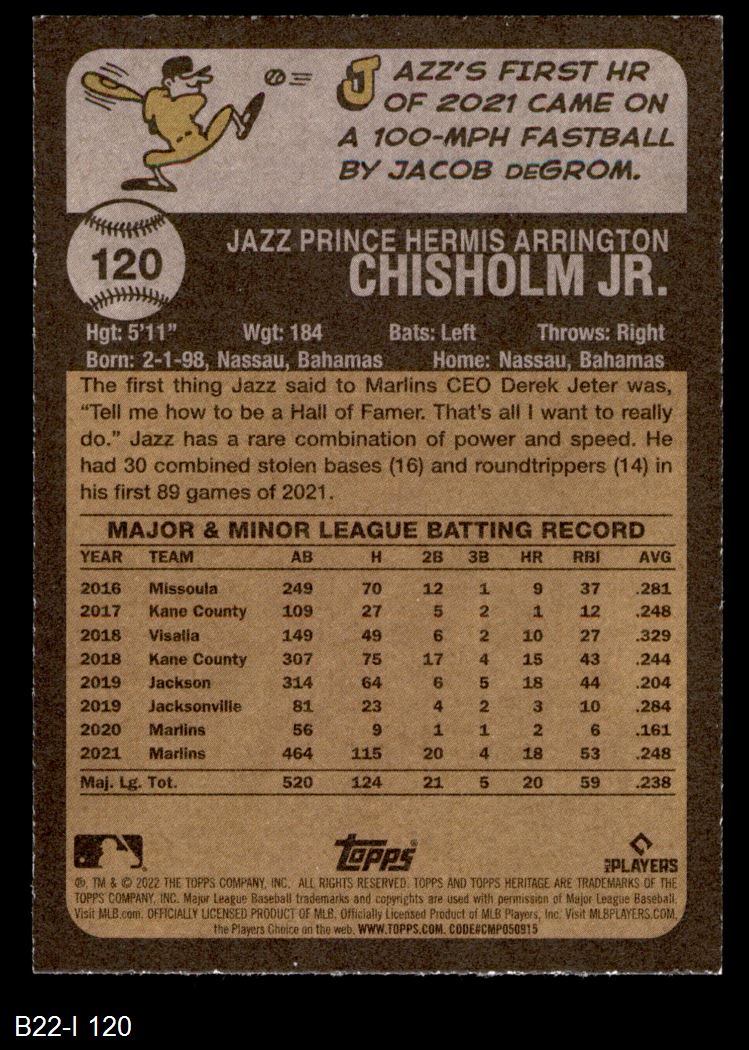 JAZZ'S FIRST HR
OF 2021 CAME ON
A 100-MPH FASTBALL
BY JACOB DEGROM.
120
JAZZ PRINCE HERMIS ARRINGTON
CHISHOLM JR.
Hgt: 5'11" Wgt: 184 Bats: Left Throws: Right
Born: 2-1-98, Nassau, Bahamas Home: Nassau, Bahamas
The first thing Jazz said to Marlins CEO Derek Jeter was,
"Tell me how to be a Hall of Famer. That's all I want to really
do." Jazz has a rare combination of power and speed. He
had 30 combined stolen bases (16) and roundtrippers (14) in
his first 89 games of 2021.
MAJOR & MINOR LEAGUE BATTING RECORD
YEAR TEAM AB H 2B 3B HR RBI AVG
2016 Missoula 249 70 12 1 9 37 .281
2017 Kane County 109 27 5 2 1 12 .248
2018 Visalia 149 49 6 2 10 27 .329
2018 Kane County 307 75 17 4 15 43 .244
2019 Jackson 314 64 6 5 18 44 .204
2019 Jacksonville 81 23 4 2 3 10 .284
2020 Marlins 56 9 1 1 2 6 .161
2021 Marlins 464 115 20 4 18 53 .248
Maj. Lg. Tot. 520 124 21 5 20 59 .238
Topps
MLB PLAYERS
®, TM & © 2022 THE TOPPS COMPANY, INC. ALL RIGHTS RESERVED. TOPPS AND TOPPS HERITAGE ARE TRADEMARKS OF THE
TOPPS COMPANY, INC. Major League Baseball trademarks and copyrights are used with permission of Major League Baseball.
Visit MLB.com. OFFICIALLY LICENSED PRODUCT OF MLB. Officially Licensed Product of MLB Players, Inc. Visit MLBPLAYERS.COM,
the Players Choice on the web. WWW.TOPPS.COM. CODE#CMP050915
B22-I 120